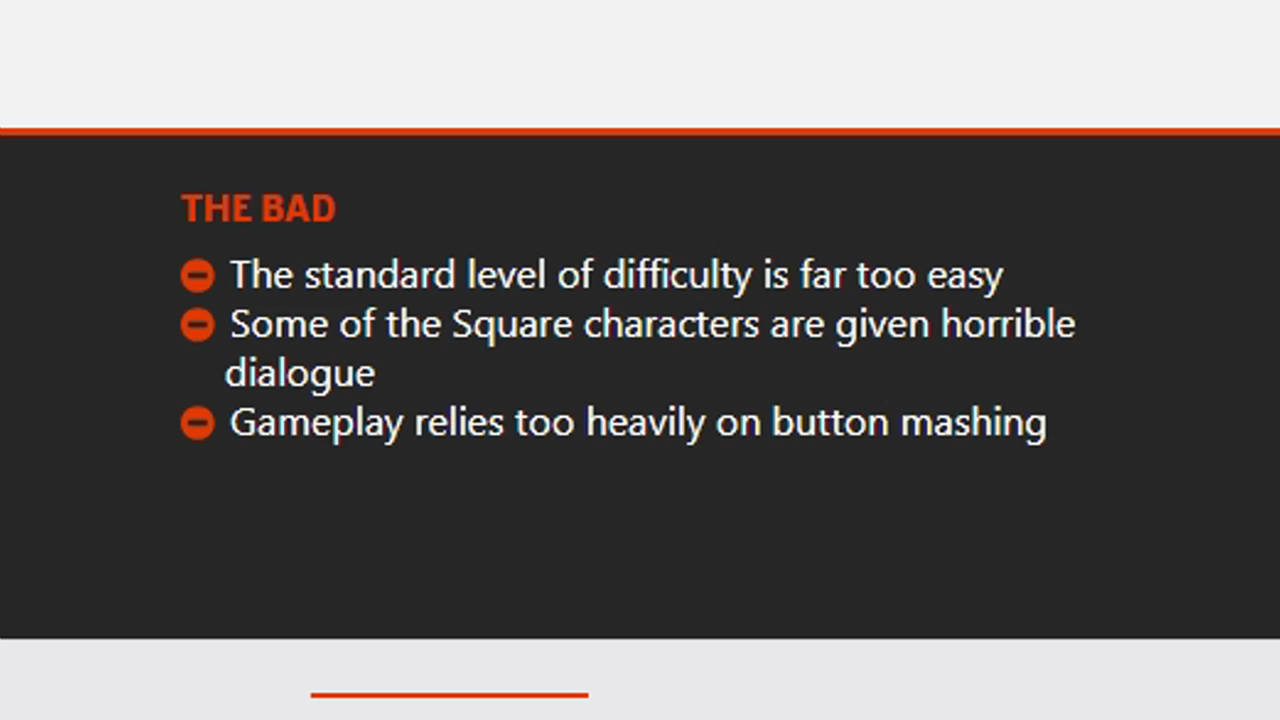 THE BAD
The standard level of difficulty is far too easy
Some of the Square characters are given horrible
dialogue
Gameplay relies too heavily on button mashing